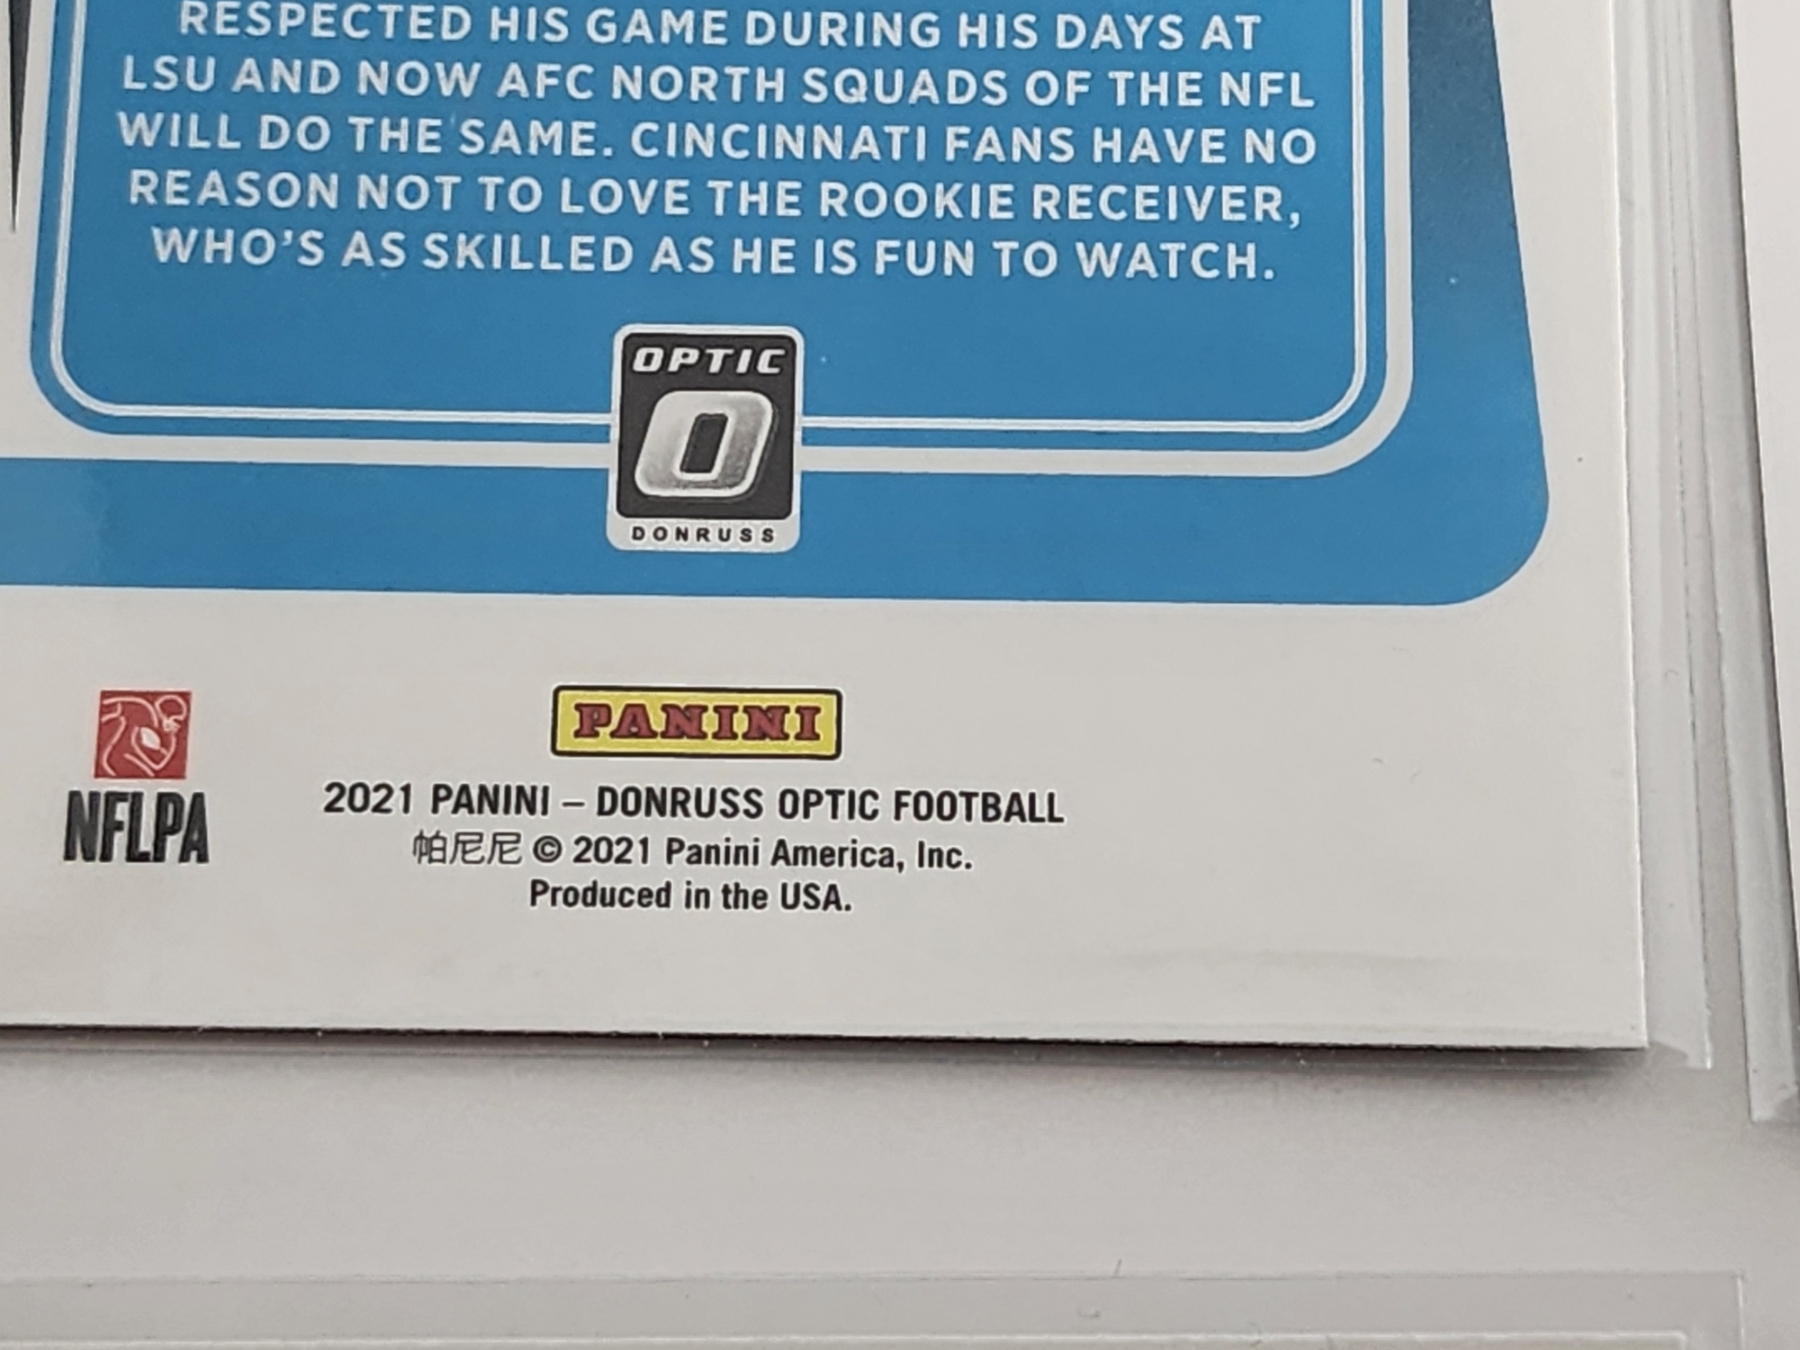 RESPECTED HIS GAME DURING HIS DAYS AT
LSU AND NOW AFC NORTH SQUADS OF THE NFL
WILL DO THE SAME. CINCINNATI FANS HAVE NO
REASON NOT TO LOVE THE ROOKIE RECEIVER,
WHO'S AS SKILLED AS HE IS FUN TO WATCH.
OPTIC
O
DONRUSS
PANINI
NFLPA
2021 PANINI – DONRUSS OPTIC FOOTBALL
帕尼尼 © 2021 Panini America, Inc.
Produced in the USA.